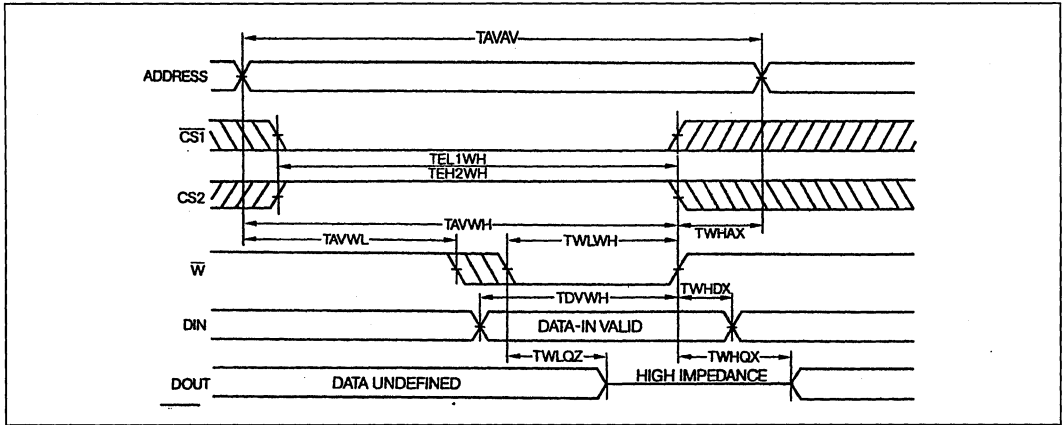 TAVAV
ADDRESS
CS1
TEL1WH
TEH2WH
CS2
TAVWH
TAVWL
TWLWH
TWHAX
W
TDVWH
TWHDX
DIN
DATA-IN VALID
TWLQZ
TWHQX
DOUT
DATA UNDEFINED
HIGH IMPEDANCE